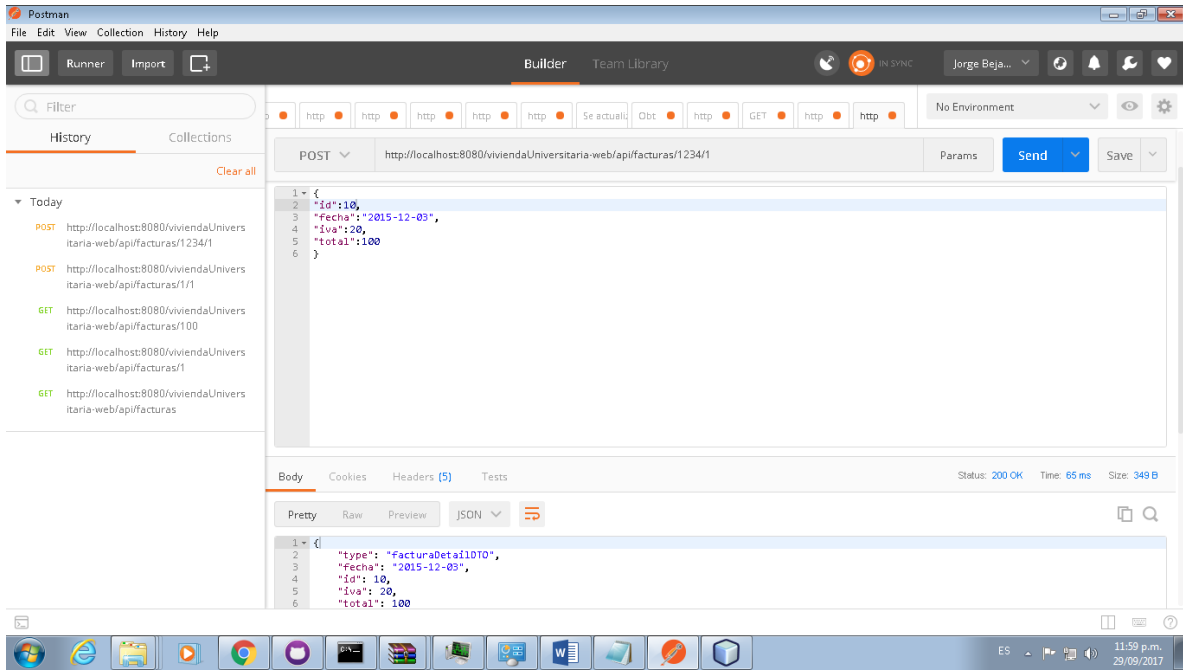 Postman
File Edit View Collection History Help
Runner Import Builder Team Library IN SYNC Jorge Beja...
Filter
History Collections
Clear all
Today
POST http://localhost:8080/viviendaUnivers
itaria-web/api/facturas/1234/1
POST http://localhost:8080/viviendaUnivers
itaria-web/api/facturas/1/1
GET http://localhost:8080/viviendaUnivers
itaria-web/api/facturas/100
GET http://localhost:8080/viviendaUnivers
itaria-web/api/facturas/1
GET http://localhost:8080/viviendaUnivers
itaria-web/api/facturas
http http http http http Se actuali Obt http GET http http
No Environment
POST http://localhost:8080/viviendaUniversitaria-web/api/facturas/1234/1 Params Send Save
1 {
2 "id":10,
3 "fecha":"2015-12-03",
4 "iva":20,
5 "total":100
6 }
Body Cookies Headers (5) Tests Status: 200 OK Time: 65 ms Size: 349 B
Pretty Raw Preview JSON
1 {
2 "type": "facturaDetailDTO",
3 "fecha": "2015-12-03",
4 "id": 10,
5 "iva": 20,
6 "total": 100
ES 11:59 p.m.
29/09/2017